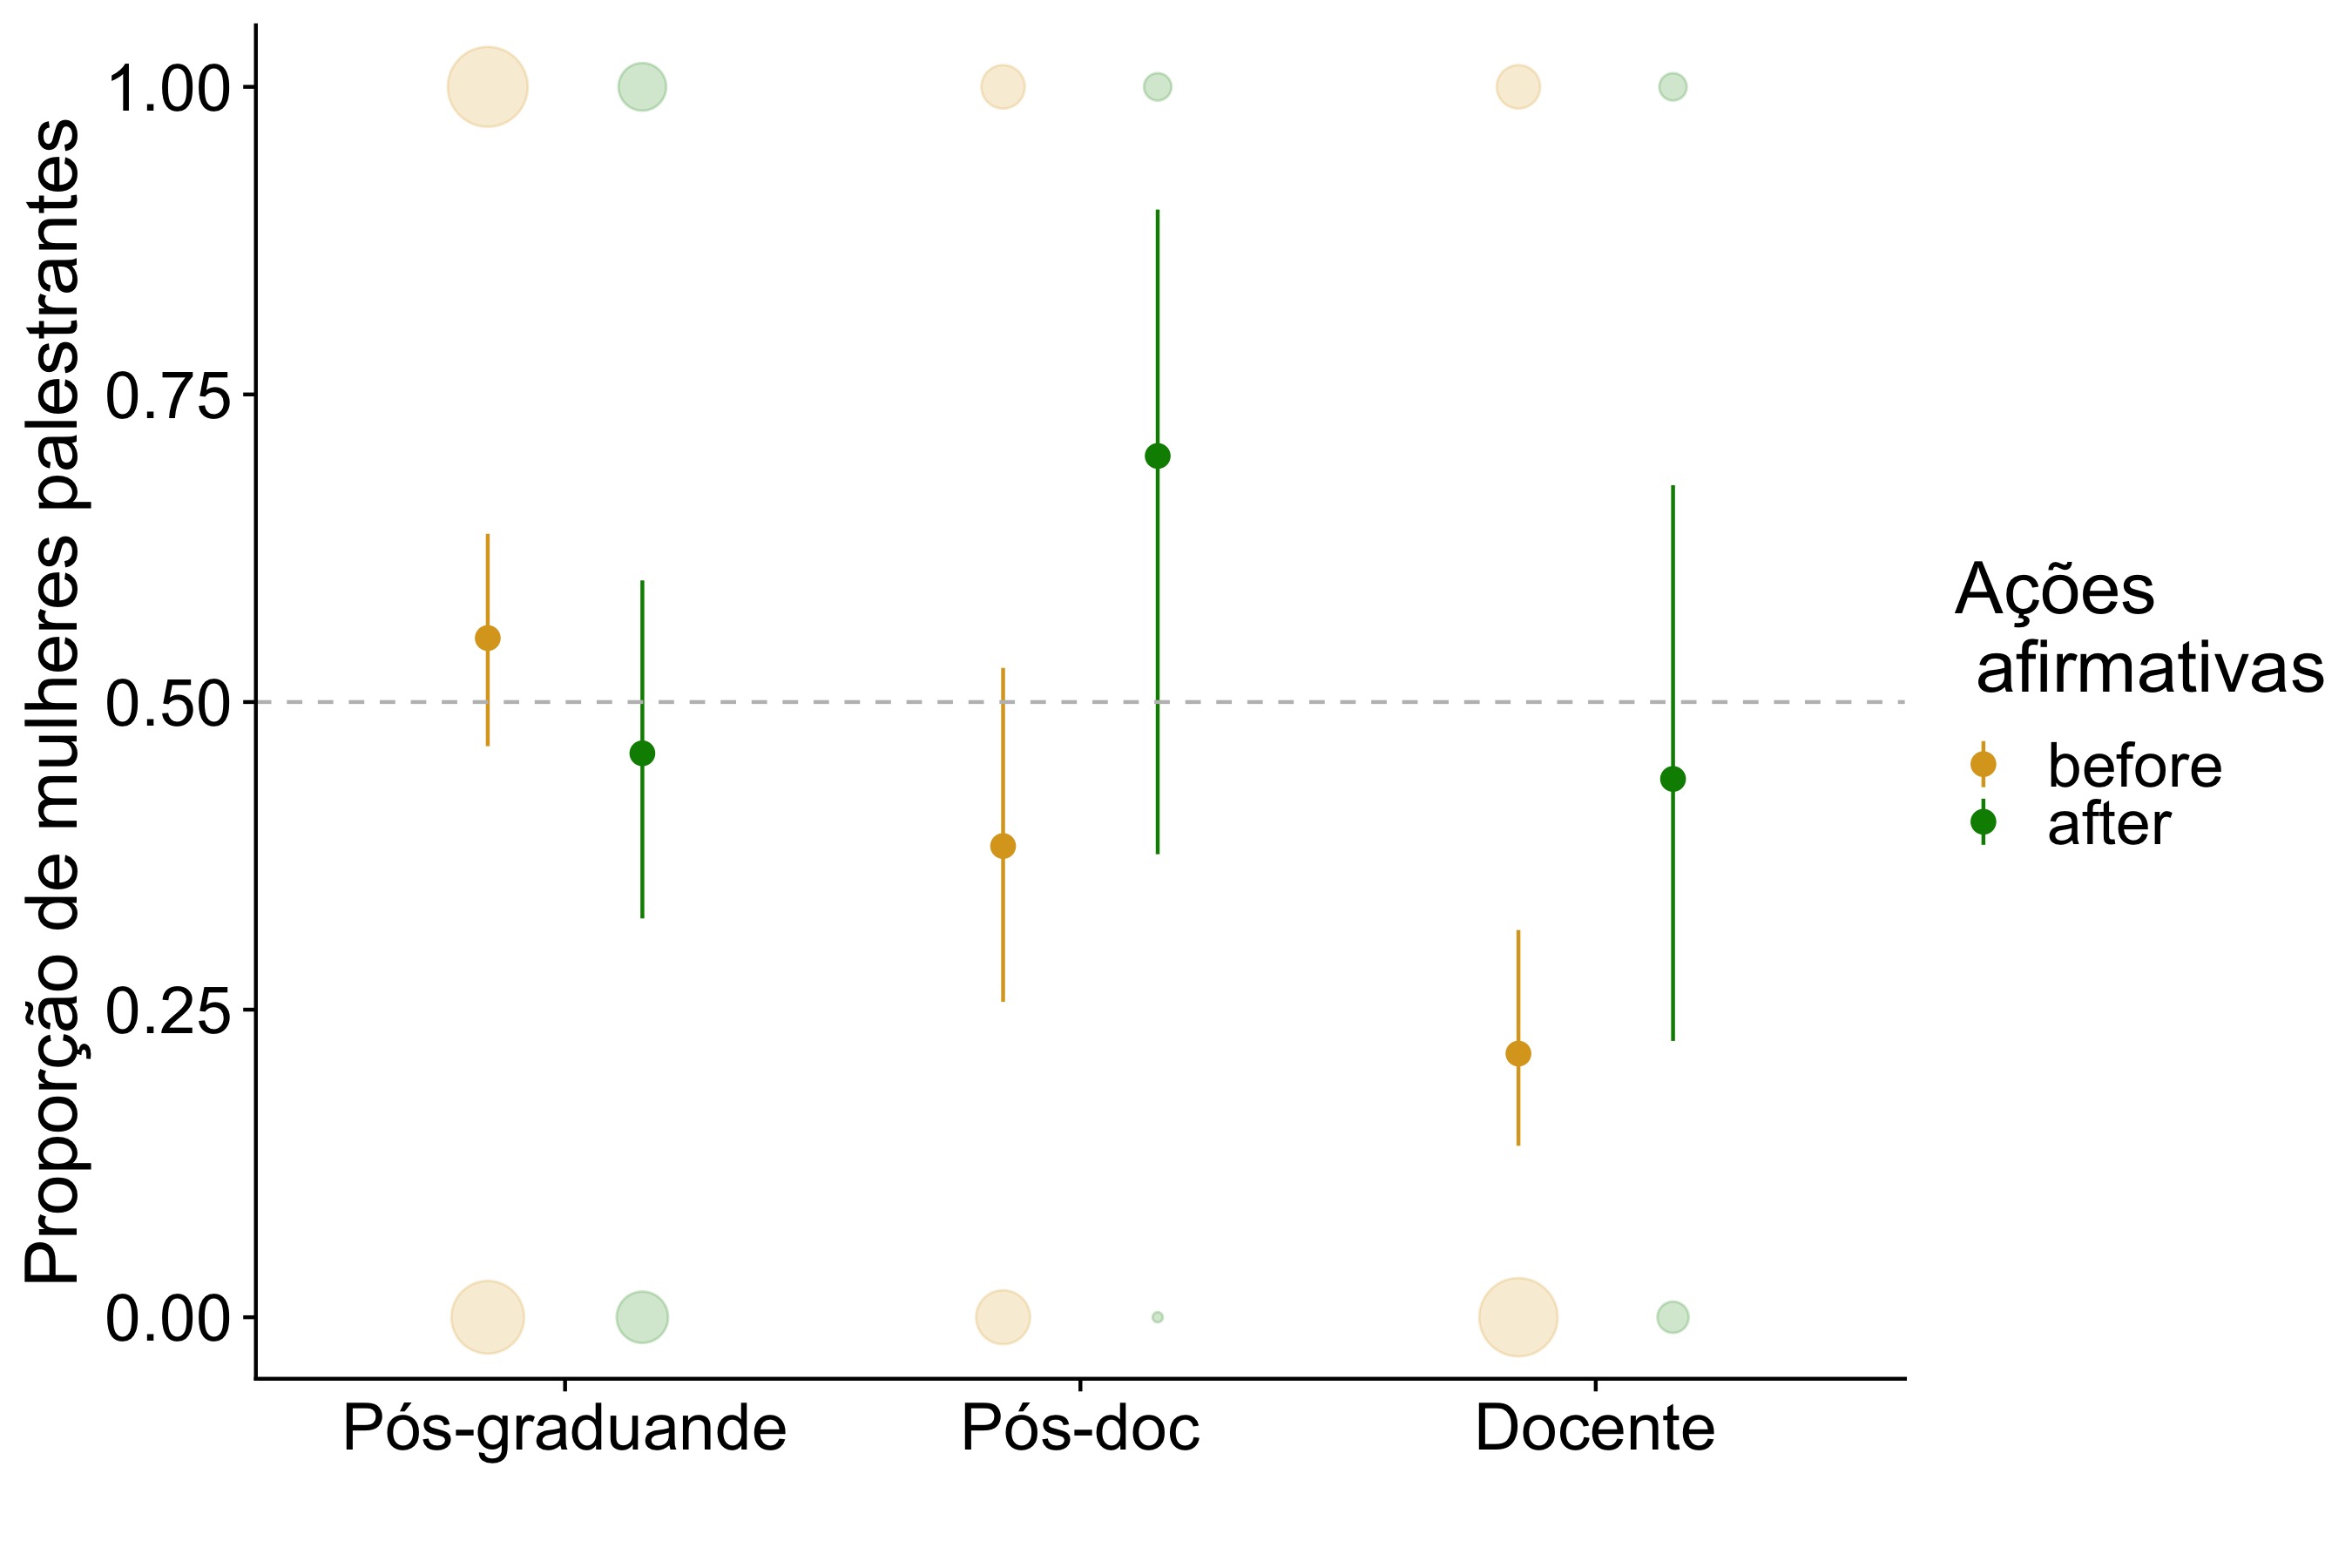 Proporção de mulheres palestrantes
1.00
0.75
0.50
0.25
0.00
Pós-graduande
Pós-doc
Docente
Ações
afirmativas
before
after